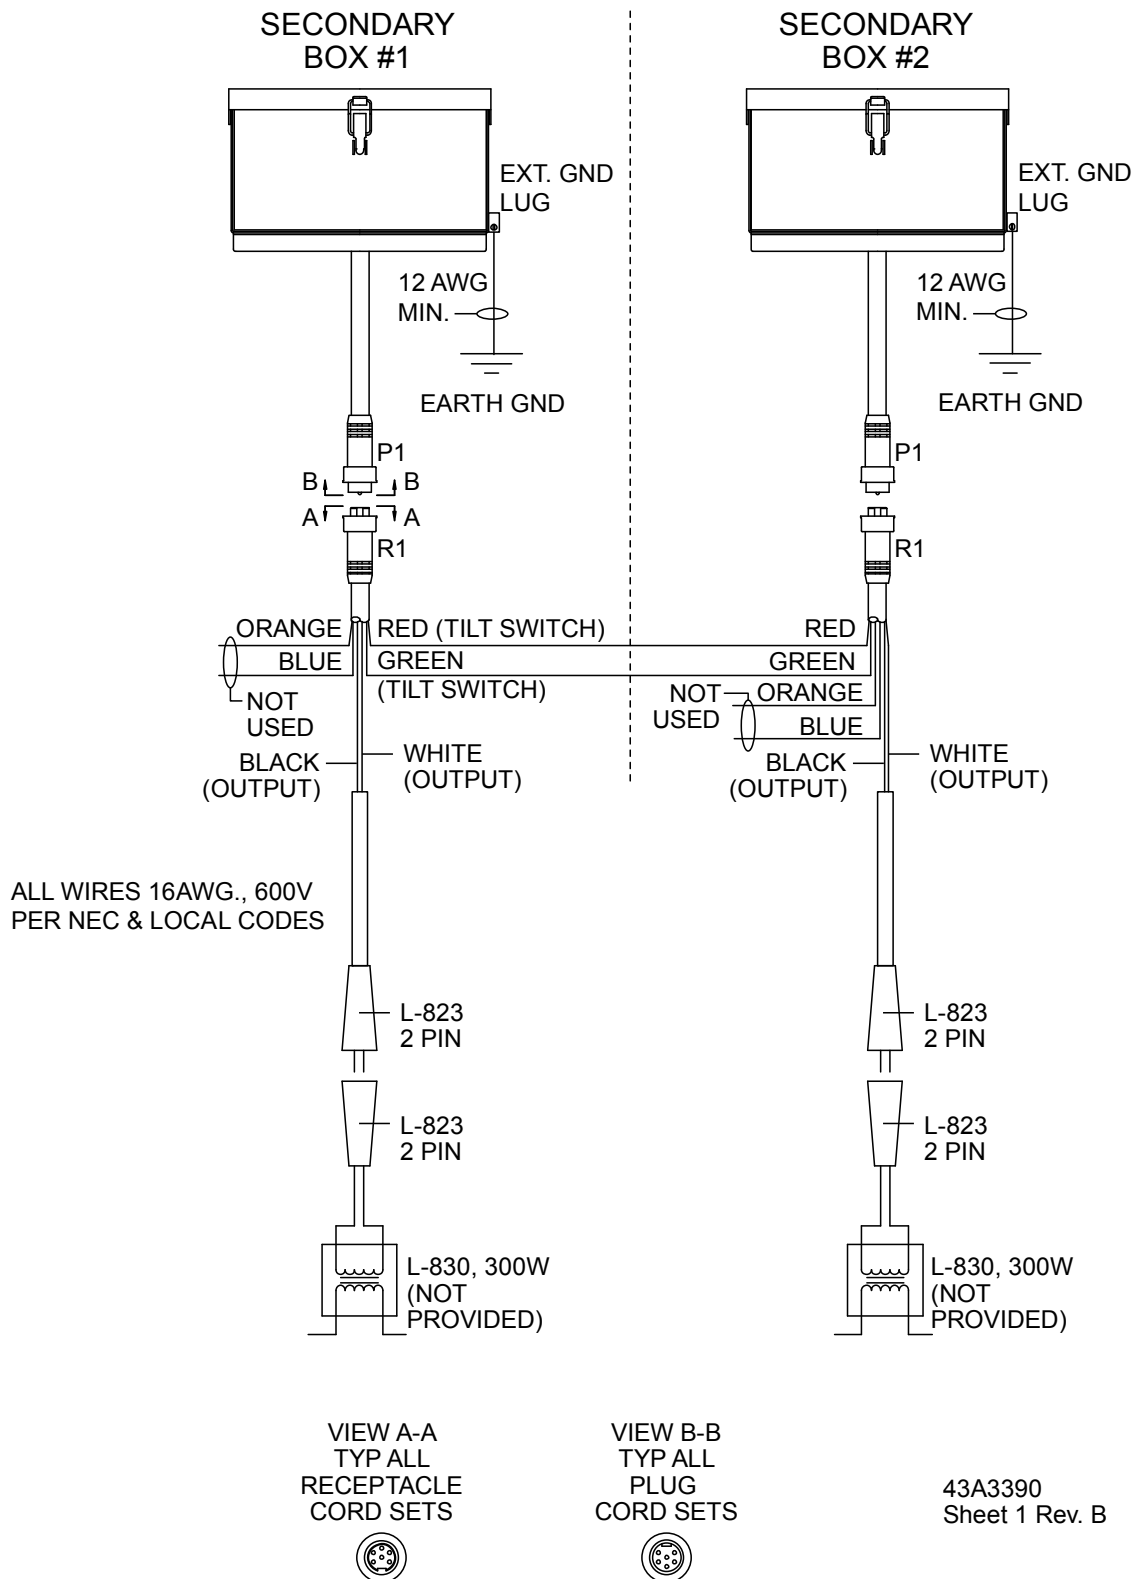 SECONDARY
BOX #1
SECONDARY
BOX #2
EXT. GND
LUG
EXT. GND
LUG
12 AWG
MIN.
12 AWG
MIN.
EARTH GND
EARTH GND
P1
P1
B B
A A
R1
R1
ORANGE
RED (TILT SWITCH)
RED
BLUE
GREEN
(TILT SWITCH)
GREEN
NOT
USED
NOT
USED
ORANGE
BLUE
BLACK
(OUTPUT)
WHITE
(OUTPUT)
BLACK
(OUTPUT)
WHITE
(OUTPUT)
ALL WIRES 16AWG., 600V
PER NEC & LOCAL CODES
L-823
2 PIN
L-823
2 PIN
L-823
2 PIN
L-823
2 PIN
L-830, 300W
(NOT
PROVIDED)
L-830, 300W
(NOT
PROVIDED)
VIEW A-A
TYP ALL
RECEPTACLE
CORD SETS
VIEW B-B
TYP ALL
PLUG
CORD SETS
43A3390
Sheet 1 Rev. B